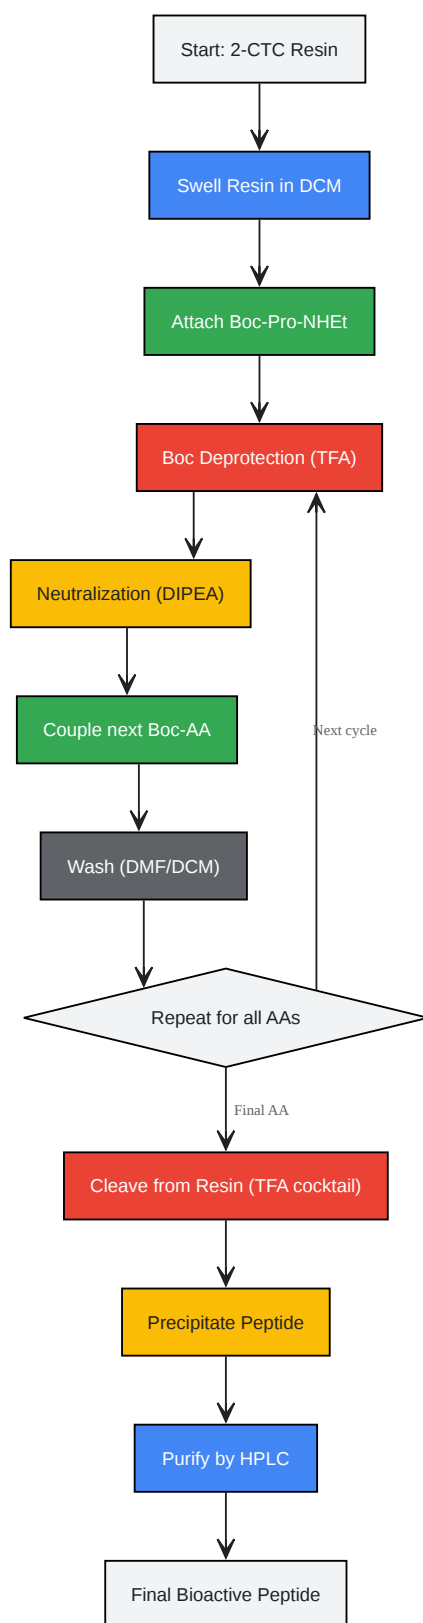 Start: 2-CTC Resin
Swell Resin in DCM
Attach Boc-Pro-NHEt
Boc Deprotection (TFA)
Neutralization (DIPEA)
Couple next Boc-AA
Next cycle
Wash (DMF/DCM)
Repeat for all AAs
Final AA
Cleave from Resin (TFA cocktail)
Precipitate Peptide
Purify by HPLC
Final Bioactive Peptide